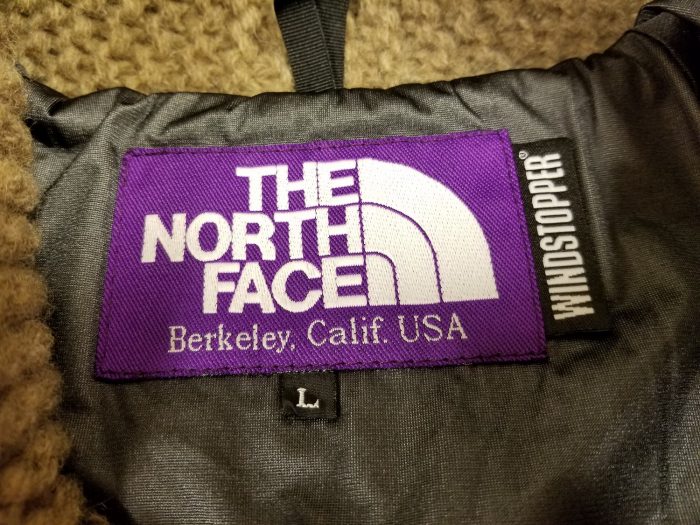 THE
NORTH
FACE
Berkeley, Calif. USA
WINDSTOPPER®
L